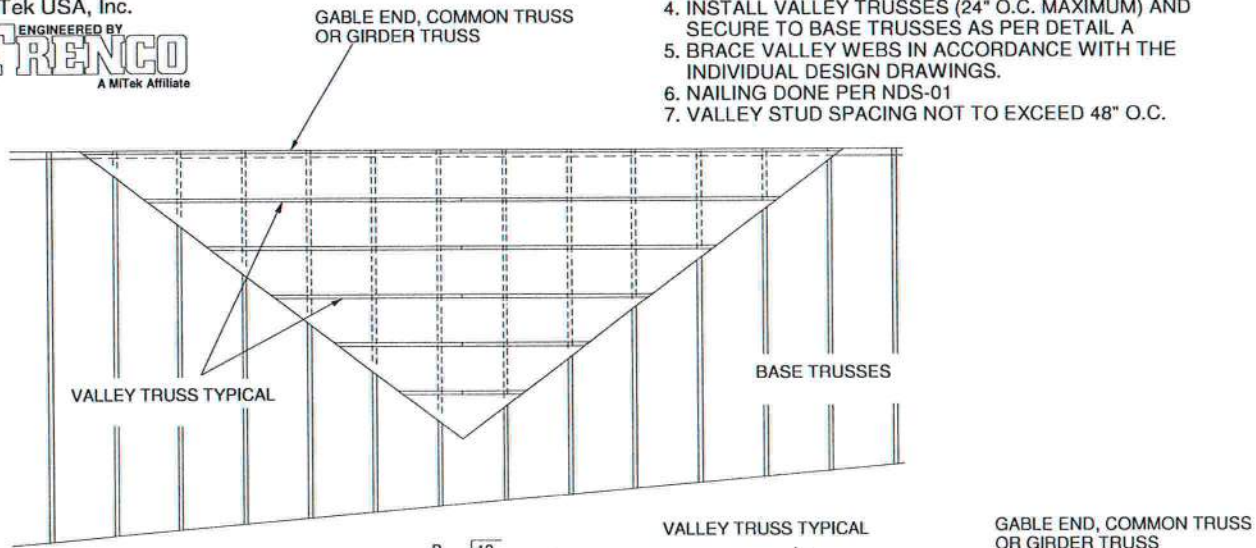 Tek USA, Inc.
ENGINEERED BY
TRENCO
A MiTek Affiliate
GABLE END, COMMON TRUSS
OR GIRDER TRUSS
4. INSTALL VALLEY TRUSSES (24" O.C. MAXIMUM) AND
SECURE TO BASE TRUSSES AS PER DETAIL A
5. BRACE VALLEY WEBS IN ACCORDANCE WITH THE
INDIVIDUAL DESIGN DRAWINGS.
6. NAILING DONE PER NDS-01
7. VALLEY STUD SPACING NOT TO EXCEED 48" O.C.
BASE TRUSSES
VALLEY TRUSS TYPICAL
VALLEY TRUSS TYPICAL
GABLE END, COMMON TRUSS
OR GIRDER TRUSS